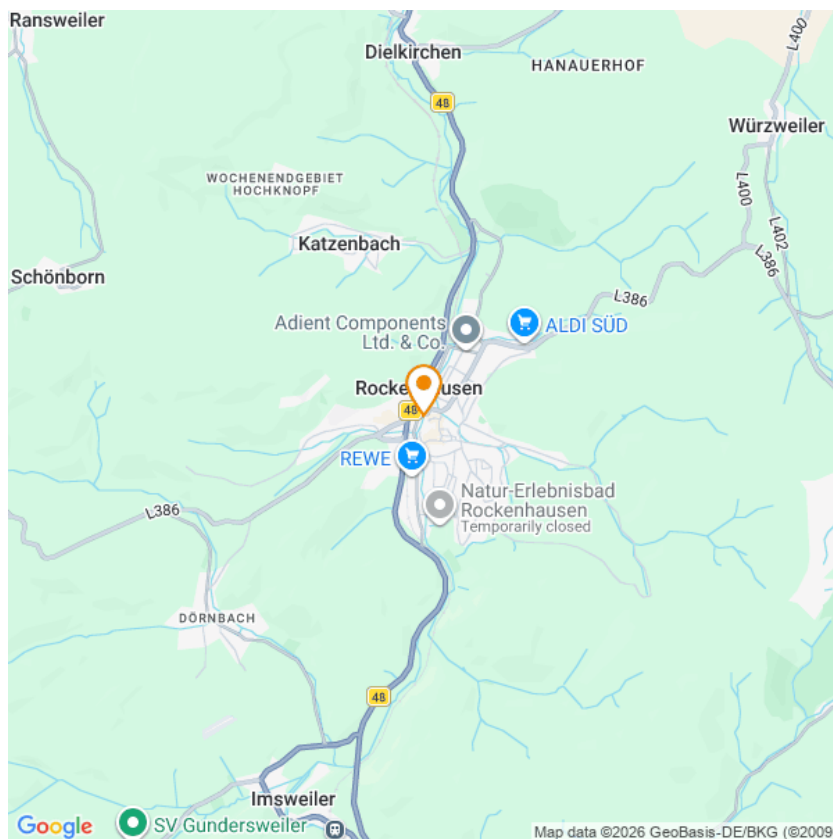 Ransweiler
Dielkirchen
HANAUERHOF
L400
48
Würzweiler
WOCHENENDGEBIET
HOCHKNOPF
L400
L402
Katzenbach
L386
Schönborn
L386
Adient Components
Ltd. & Co.
ALDI SÜD
48
REWE
Natur-Erlebnisbad
Rockenhausen
Temporarily closed
L386
DÖRNBACH
48
Imsweiler
SV Gundersweiler
Google
Map data ©2026 GeoBasis-DE/BKG (©2009